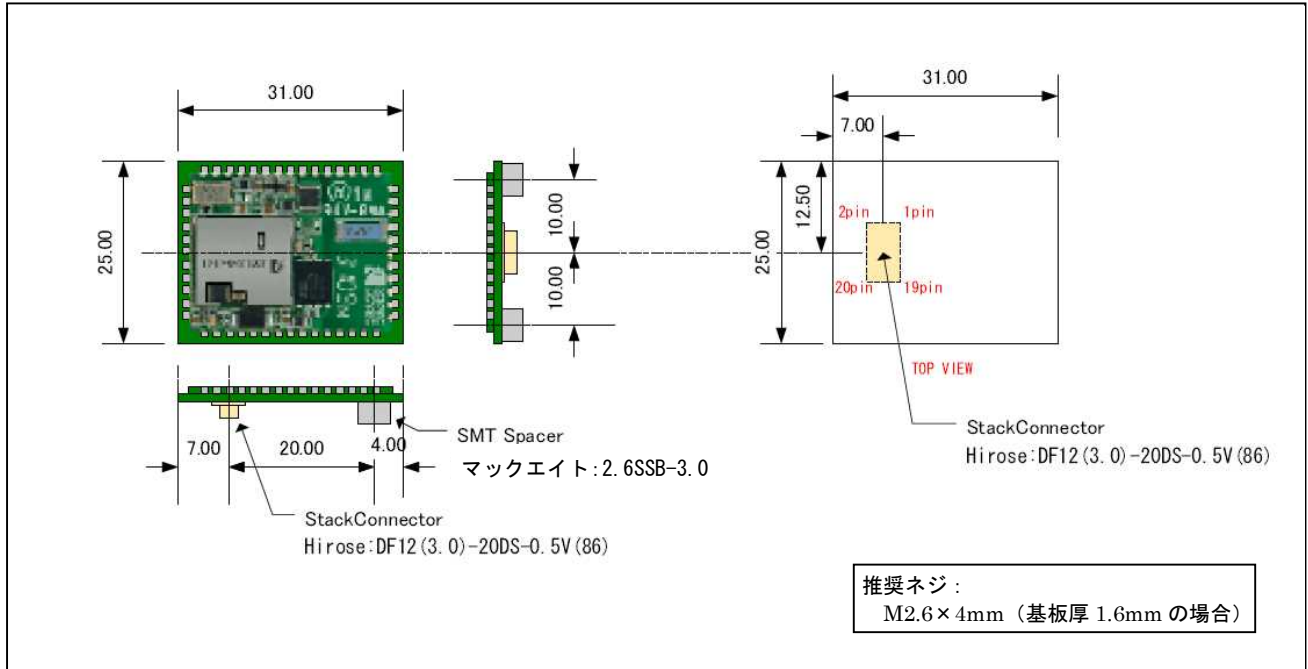 31.00
25.00
10.00
10.00
7.00
20.00
4.00
SMT Spacer
マックエイト:2.6SSB-3.0
StackConnector
Hirose:DF12(3.0)-20DS-0.5V(86)
31.00
7.00
12.50
25.00
2pin
1pin
20pin
19pin
TOP VIEW
StackConnector
Hirose:DF12(3.0)-20DS-0.5V(86)
推奨ネジ:
M2.6×4mm(基板厚 1.6mm の場合)